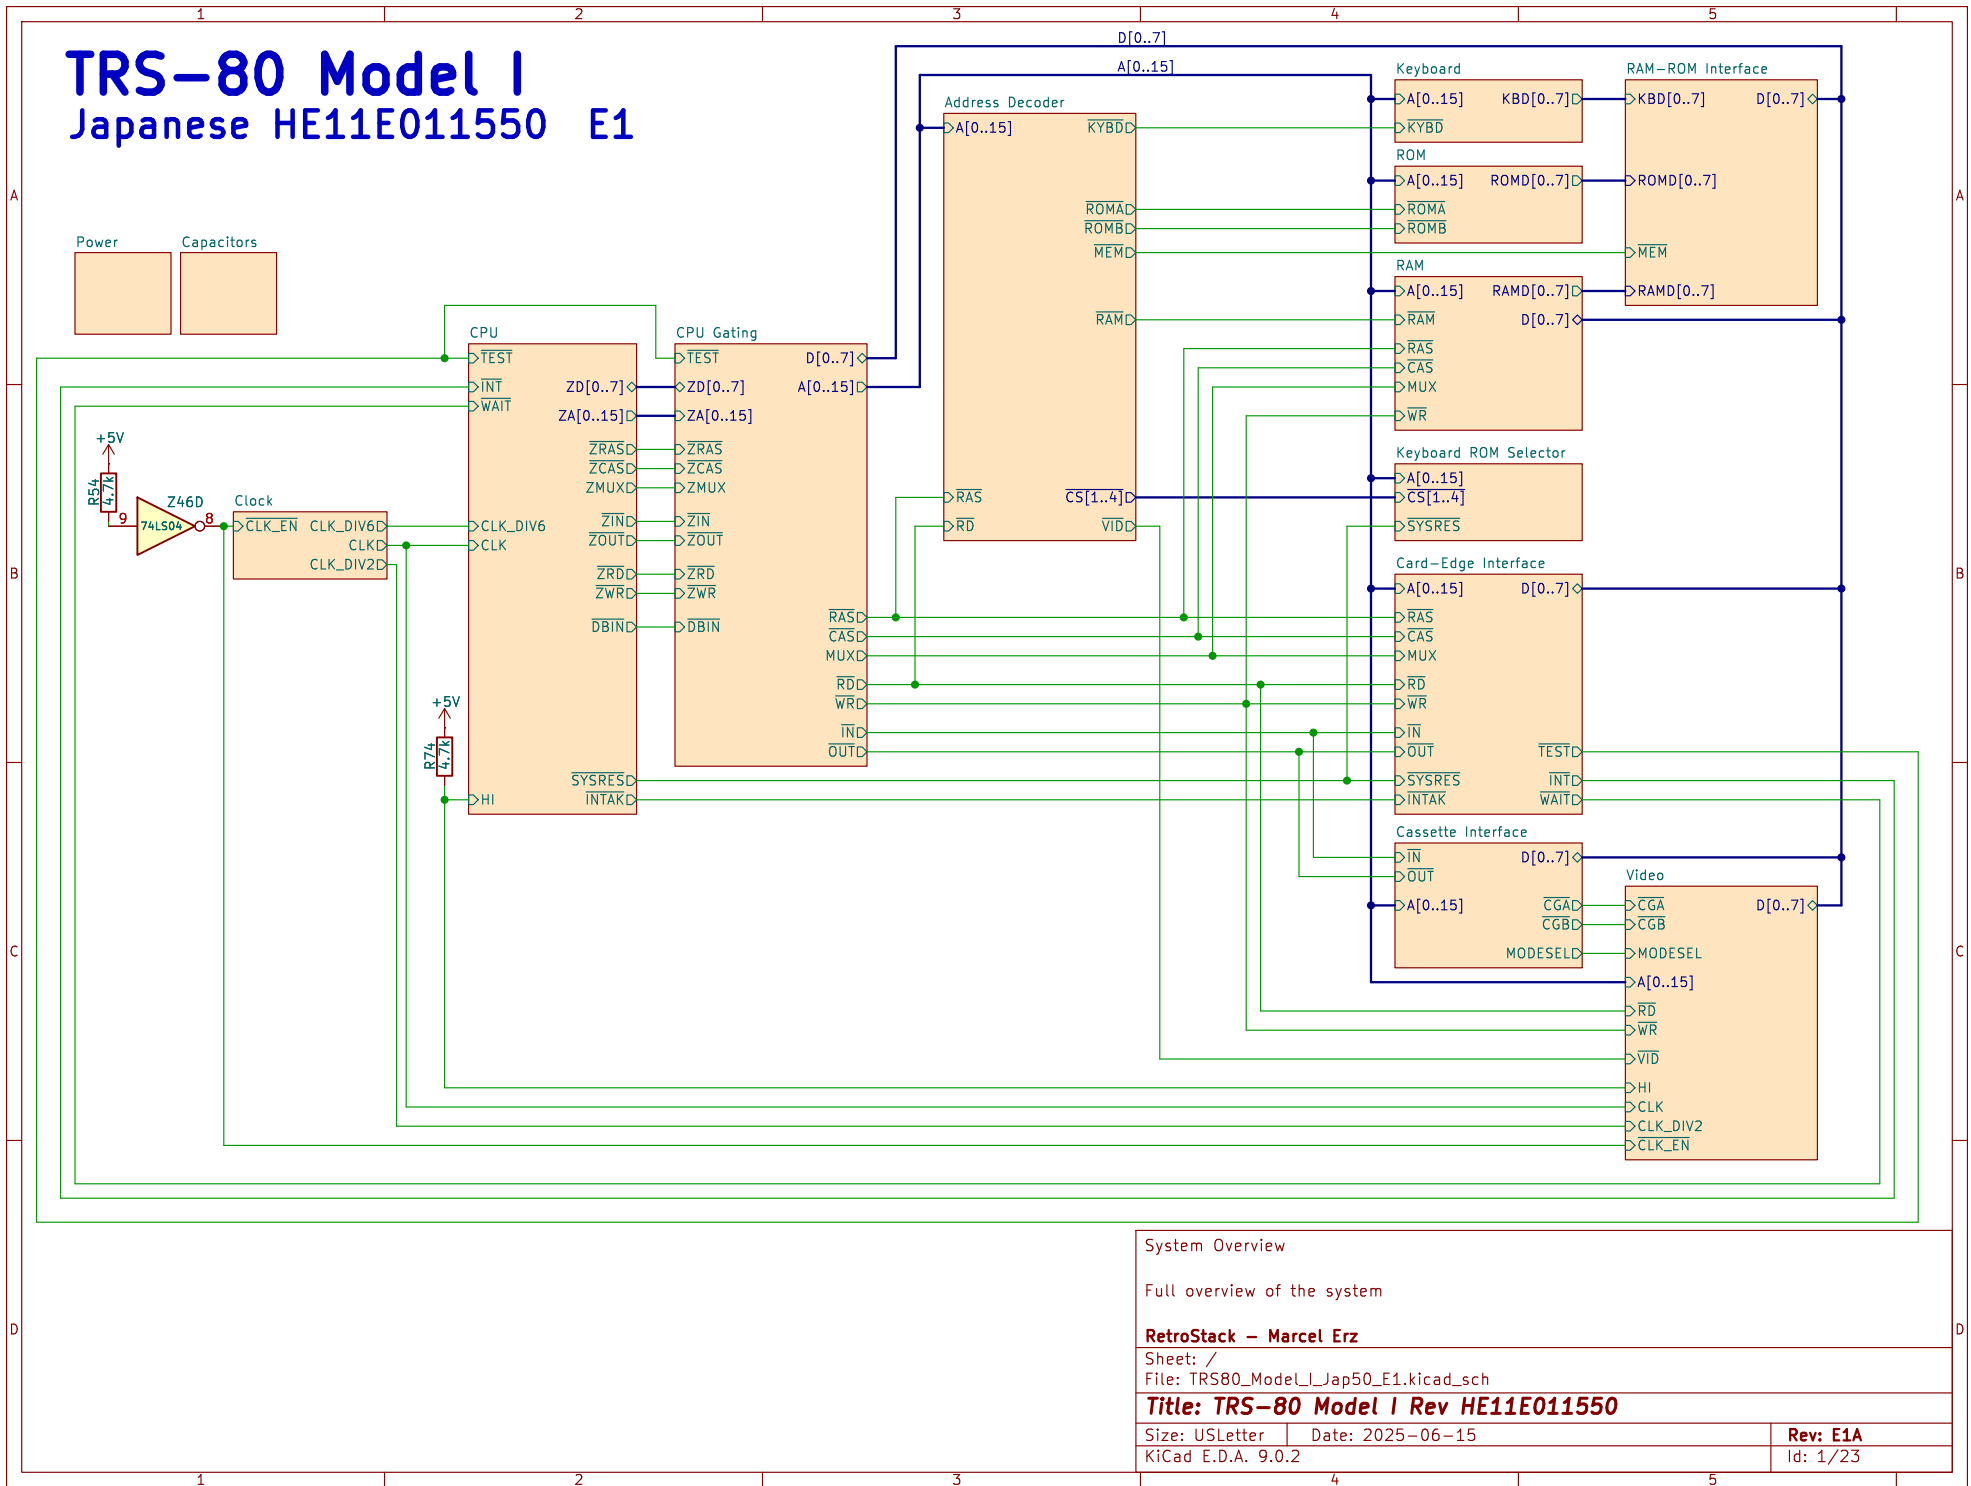 1 2 3 4 5
TRS-80 Model I
Japanese HE11E011550 E1
A
B
C
D
A
B
C
D
D[0..7]
A[0..15]
Power
Capacitors
+5V
R54
4.7k
9
Z46D
74LS04
8
Clock
CLK_EN CLK_DIV6
CLK
CLK_DIV2
+5V
R74
4.7k
CPU
TEST
INT
WAIT
CLK_DIV6
CLK
HI
ZD[0..7]
ZA[0..15]
ZRAS
ZCAS
ZMUX
ZIN
ZOUT
ZRD
ZWR
DBIN
SYSRES
INTAK
CPU Gating
TEST
ZD[0..7]
ZA[0..15]
ZRAS
ZCAS
ZMUX
ZIN
ZOUT
ZRD
ZWR
DBIN
D[0..7]
A[0..15]
RAS
CAS
MUX
RD
WR
IN
OUT
Address Decoder
A[0..15]
RAS
RD
KYBD
ROMA
ROMB
MEM
RAM
CS[1..4]
VID
Keyboard
A[0..15] KBD[0..7]
KYBD
ROM
A[0..15] ROMD[0..7]
ROMA
ROMB
RAM
A[0..15] RAMD[0..7]
RAM D[0..7]
RAS
CAS
MUX
WR
RAM-ROM Interface
KBD[0..7] D[0..7]
ROMD[0..7]
MEM
RAMD[0..7]
Keyboard ROM Selector
A[0..15]
CS[1..4]
SYSRES
Card-Edge Interface
A[0..15] D[0..7]
RAS
CAS
MUX
RD
WR
IN
OUT TEST
SYSRES INT
INTAK WAIT
Cassette Interface
IN D[0..7]
OUT
A[0..15] CGA
CGB
MODESEL
Video
CGA D[0..7]
CGB
MODESEL
A[0..15]
RD
WR
VID
HI
CLK
CLK_DIV2
CLK_EN
System Overview
Full overview of the system
RetroStack - Marcel Erz
Sheet: /
File: TRS80_Model_I_Jap50_E1.kicad_sch
Title: TRS-80 Model I Rev HE11E011550
Size: USLetter Date: 2025-06-15 Rev: E1A
KiCad E.D.A. 9.0.2 Id: 1/23
1 2 3 4 5